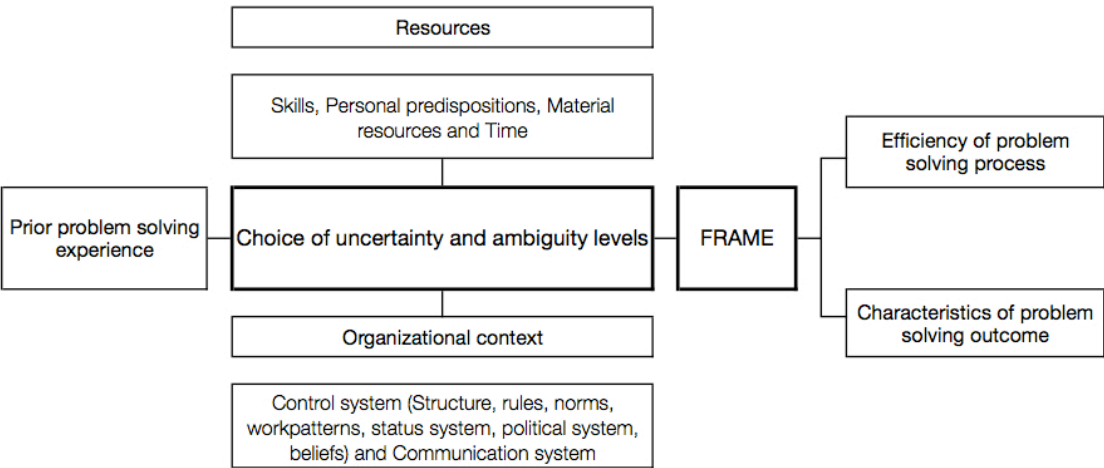 Resources
Skills, Personal predispositions, Material
resources and Time
Prior problem solving
experience
Choice of uncertainty and ambiguity levels
FRAME
Efficiency of problem
solving process
Characteristics of problem
solving outcome
Organizational context
Control system (Structure, rules, norms,
workpatterns, status system, political system,
beliefs) and Communication system